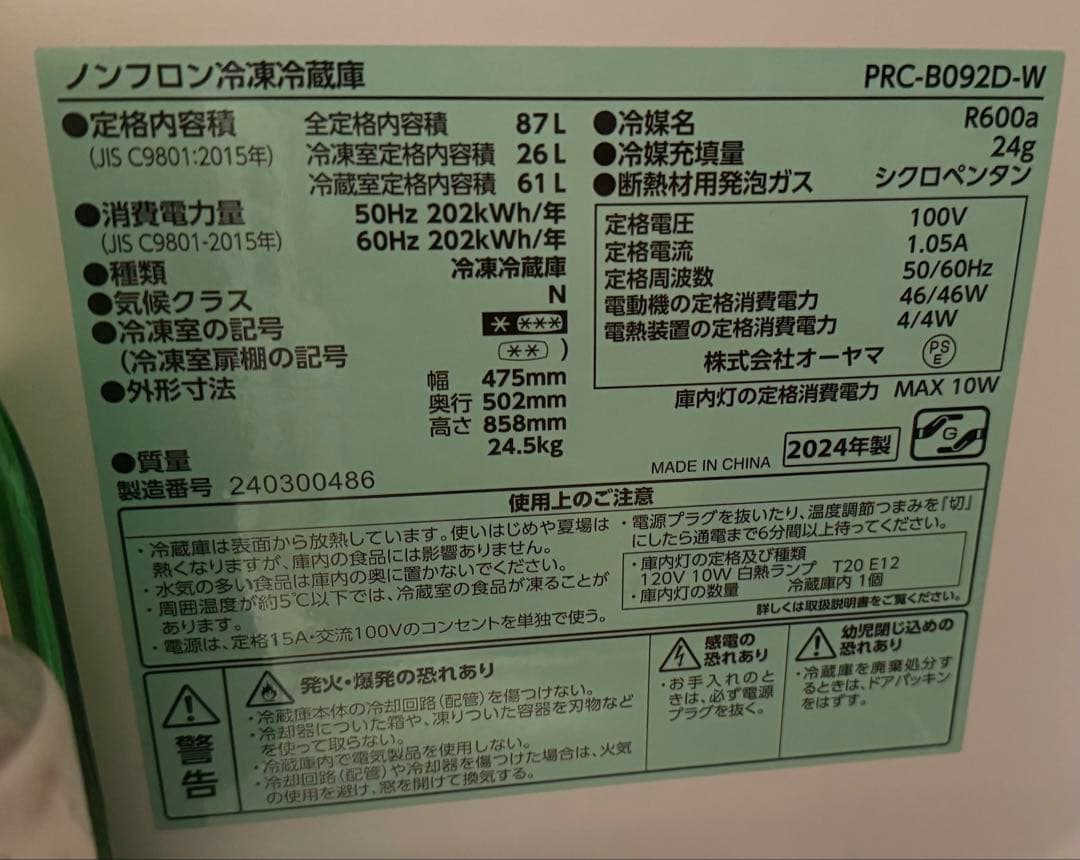 ノンフロン冷凍冷蔵庫 PRC-B092D-W
●定格内容積 全定格内容積 87L
(JIS C9801:2015年) 冷凍室定格内容積 26L
冷蔵室定格内容積 61L
●消費電力量 50Hz 202kWh/年
(JIS C9801-2015年) 60Hz 202kWh/年
●種類 冷凍冷蔵庫
●気候クラス N
●冷凍室の記号 * ***
(冷凍室扉棚の記号 ** )
●外形寸法 幅 475mm
奥行 502mm
高さ 858mm
●質量 24.5kg
製造番号 240300486
●冷媒名 R600a
●冷媒充填量 24g
●断熱材用発泡ガス シクロペンタン
定格電圧 100V
定格電流 1.05A
定格周波数 50/60Hz
電動機の定格消費電力 46/46W
電熱装置の定格消費電力 4/4W
株式会社オーヤマ PS E
庫内灯の定格消費電力 MAX 10W
MADE IN CHINA 2024年製 G
使用上のご注意
・冷蔵庫は表面から放熱しています。使いはじめや夏場は
熱くなりますが、庫内の食品には影響ありません。
・水気の多い食品は庫内の奥に置かないでください。
・周囲温度が約5℃以下では、冷蔵室の食品が凍ることが
あります。
・電源は、定格15A・交流100Vのコンセントを単独で使う。
・電源プラグを抜いたり、温度調節つまみを「切」
にしたら通電まで6分間以上待ってください。
・庫内灯の定格及び種類
120V 10W 白熱ランプ T20 E12
・庫内灯の数量 冷蔵庫内 1個
詳しくは取扱説明書をご覧ください。
警告
発火・爆発の恐れあり
・冷蔵庫本体の冷却回路(配管)を傷つけない。
・冷却器についた霜や、凍りついた容器を刃物など
を使って取らない。
・冷蔵庫内で電気製品を使用しない。
・冷却回路(配管)や冷却器を傷つけた場合は、火気
の使用を避け、窓を開けて換気する。
感電の
恐れあり
・お手入れのと
きは、必ず電源
プラグを抜く。
幼児閉じ込めの
恐れあり
・冷蔵庫を廃棄処分す
るときは、ドアパッキン
をはずす。